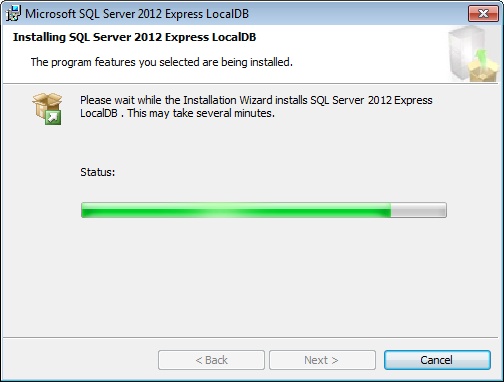 Microsoft SQL Server 2012 Express LocalDB
Installing SQL Server 2012 Express LocalDB
The program features you selected are being installed.
Please wait while the Installation Wizard installs SQL Server 2012 Express
LocalDB . This may take several minutes.
Status:
< Back
Next >
Cancel